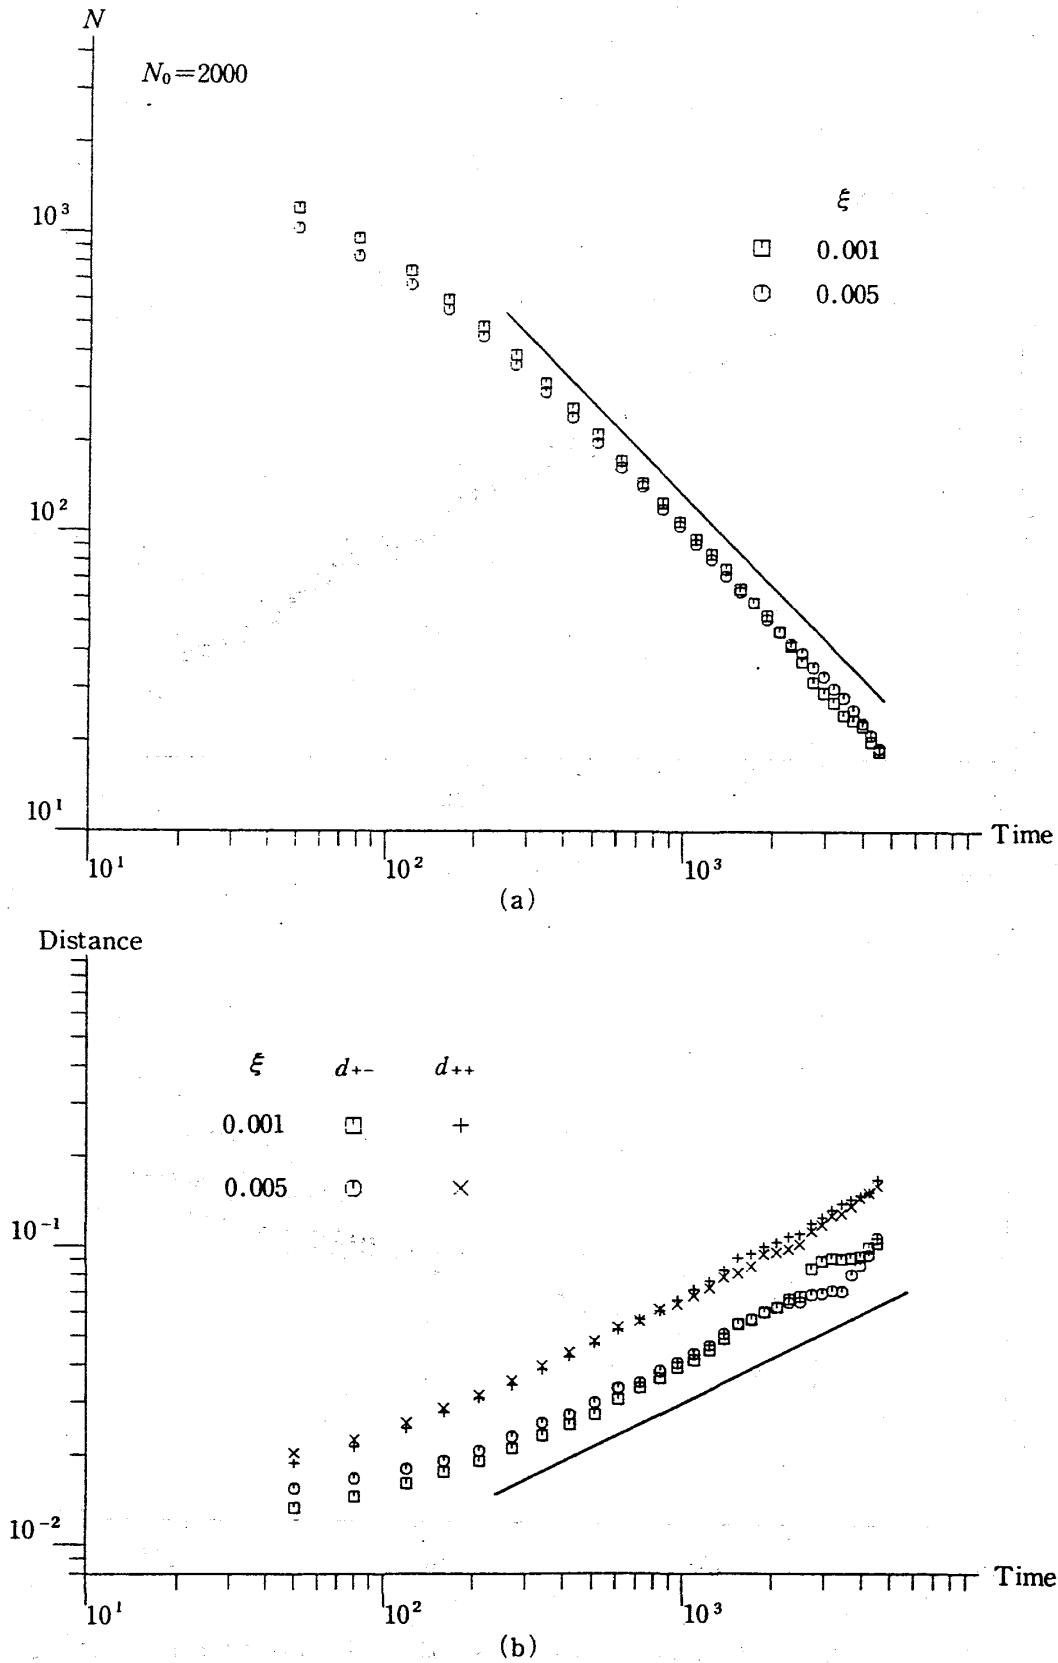 N
N₀=2000
10³
ξ
0.001
0.005
10²
10¹
Time
10¹ 10² 10³
(a)
Distance
ξ d+− d++
0.001 +
0.005 ×
10⁻¹
10⁻²
Time
10¹ 10² 10³
(b)